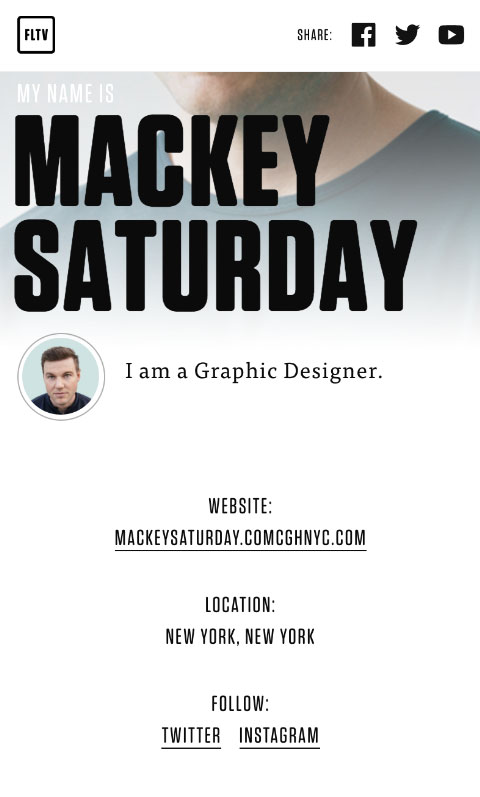 FLTV
SHARE:
MY NAME IS
MACKEY
SATURDAY
I am a Graphic Designer.
WEBSITE:
MACKEYSATURDAY.COMCGHNYC.COM
LOCATION:
NEW YORK, NEW YORK
FOLLOW:
TWITTER INSTAGRAM